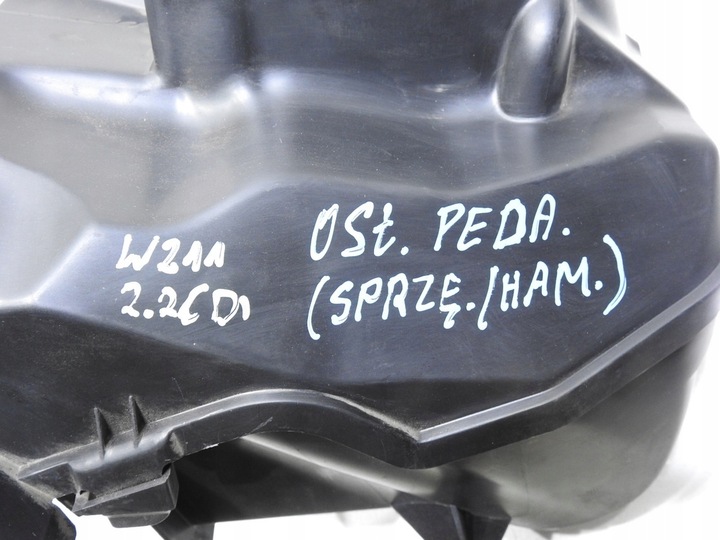 W211
2.2CDI
OSŁ. PEDA.
(SPRZĘ./HAM.)